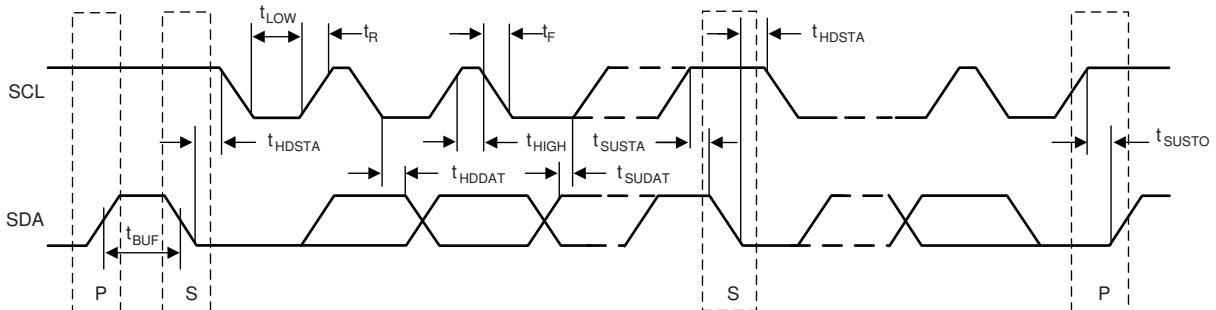 tLOW
tR
tF
tHDSTA
SCL
tHDSTA
tHIGH
tSUSTA
tSUSTO
tHDDAT
tSUDAT
SDA
tBUF
P
S
S
P